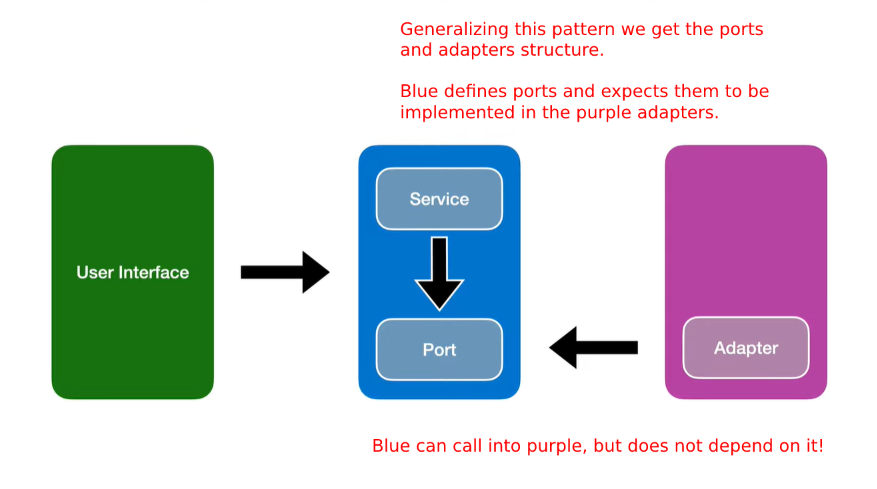 Generalizing this pattern we get the ports
and adapters structure.
Blue defines ports and expects them to be
implemented in the purple adapters.
Service
User Interface
Port
Adapter
Blue can call into purple, but does not depend on it!